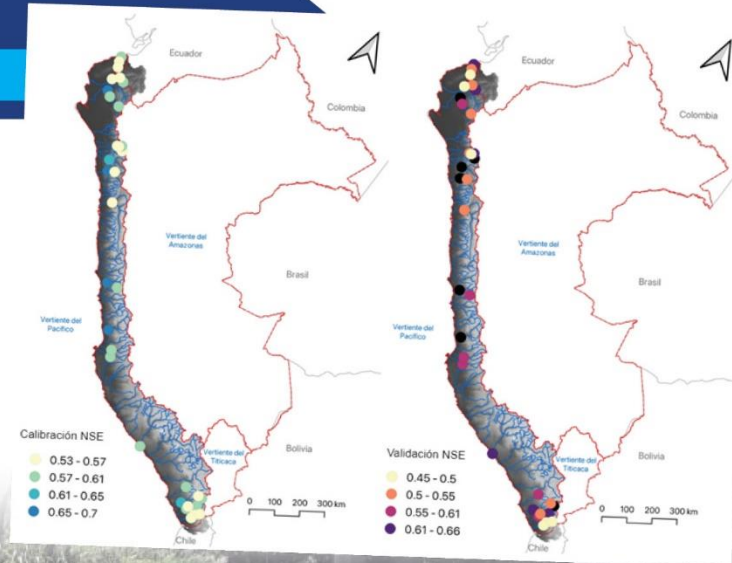 Ecuador
Colombia
Vertiente del
Amazonas
Brasil
Vertiente del
Pacífico
Calibración NSE
0.53 - 0.57
0.57 - 0.61
0.61 - 0.65
0.65 - 0.7
Vertiente del
Titicaca
Bolivia
0 100 200 300 km
Chile
Ecuador
Colombia
Vertiente del
Amazonas
Brasil
Vertiente del
Pacífico
Validación NSE
0.45 - 0.5
0.5 - 0.55
0.55 - 0.61
0.61 - 0.66
Vertiente del
Titicaca
Bolivia
0 100 200 300 km
Chile